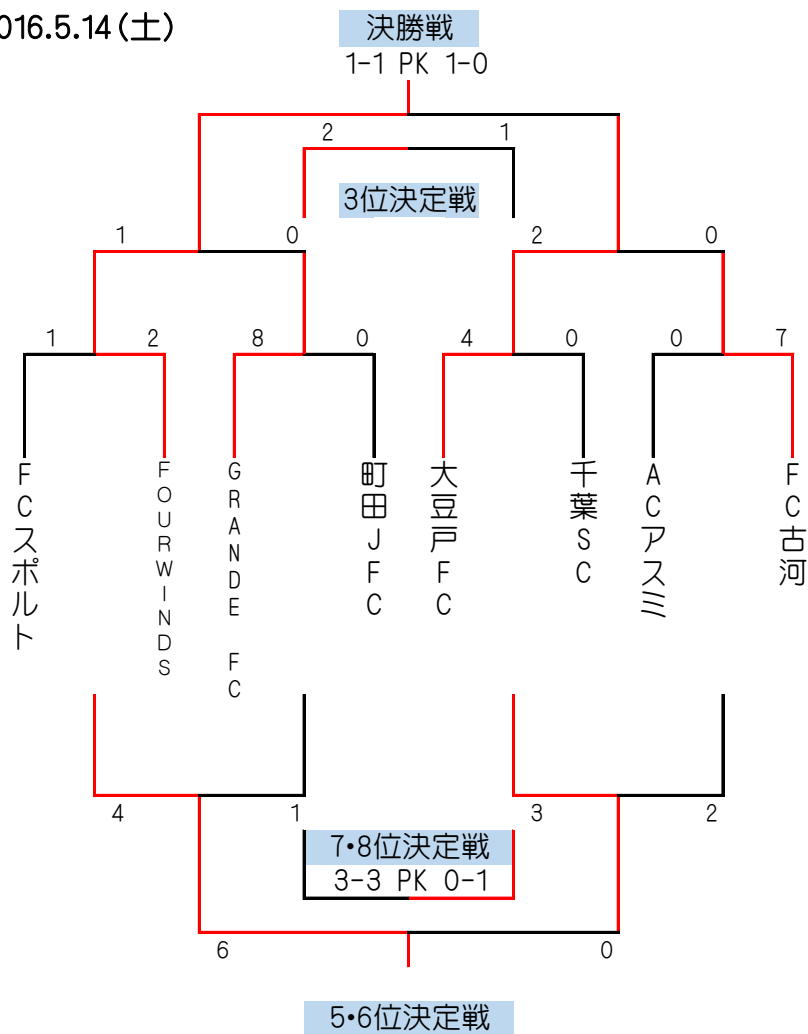 016.5.14(土)
決勝戦
1-1 PK 1-0
2 1
3位決定戦
1 0 2 0
1 2 8 0 4 0 0 7
FCスポルト
FOURWINDS
GRANDE FC
町田JFC
大豆戸FC
千葉SC
ACアスミ
FC古河
4 1 3 2
7・8位決定戦
3-3 PK 0-1
6 0
5・6位決定戦